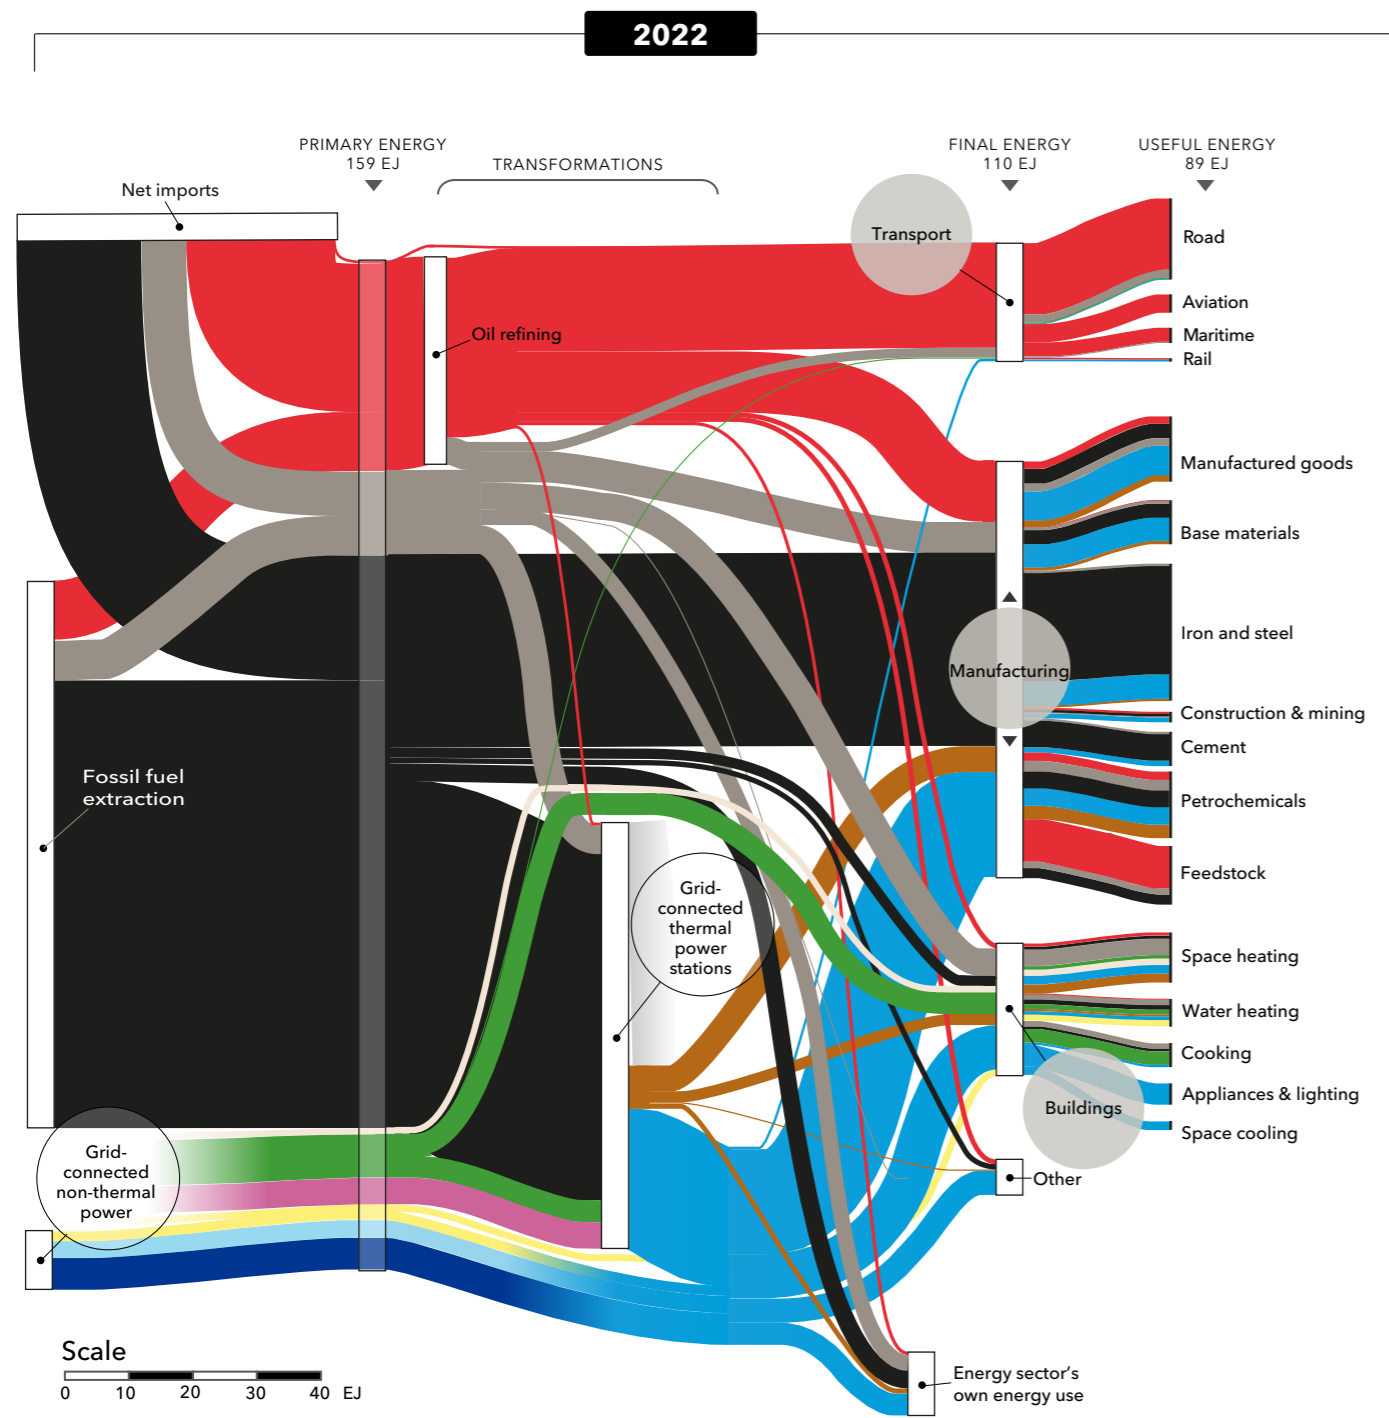 2022
PRIMARY ENERGY
159 EJ
TRANSFORMATIONS
FINAL ENERGY
110 EJ
USEFUL ENERGY
89 EJ
Net imports
Transport
Road
Aviation
Maritime
Rail
Oil refining
Manufactured goods
Base materials
Iron and steel
Manufacturing
Construction & mining
Cement
Petrochemicals
Feedstock
Fossil fuel
extraction
Grid-
connected
thermal
power
stations
Space heating
Water heating
Cooking
Appliances & lighting
Space cooling
Buildings
Other
Grid-
connected
non-thermal
power
Energy sector's
own energy use
Scale
0 10 20 30 40 EJ